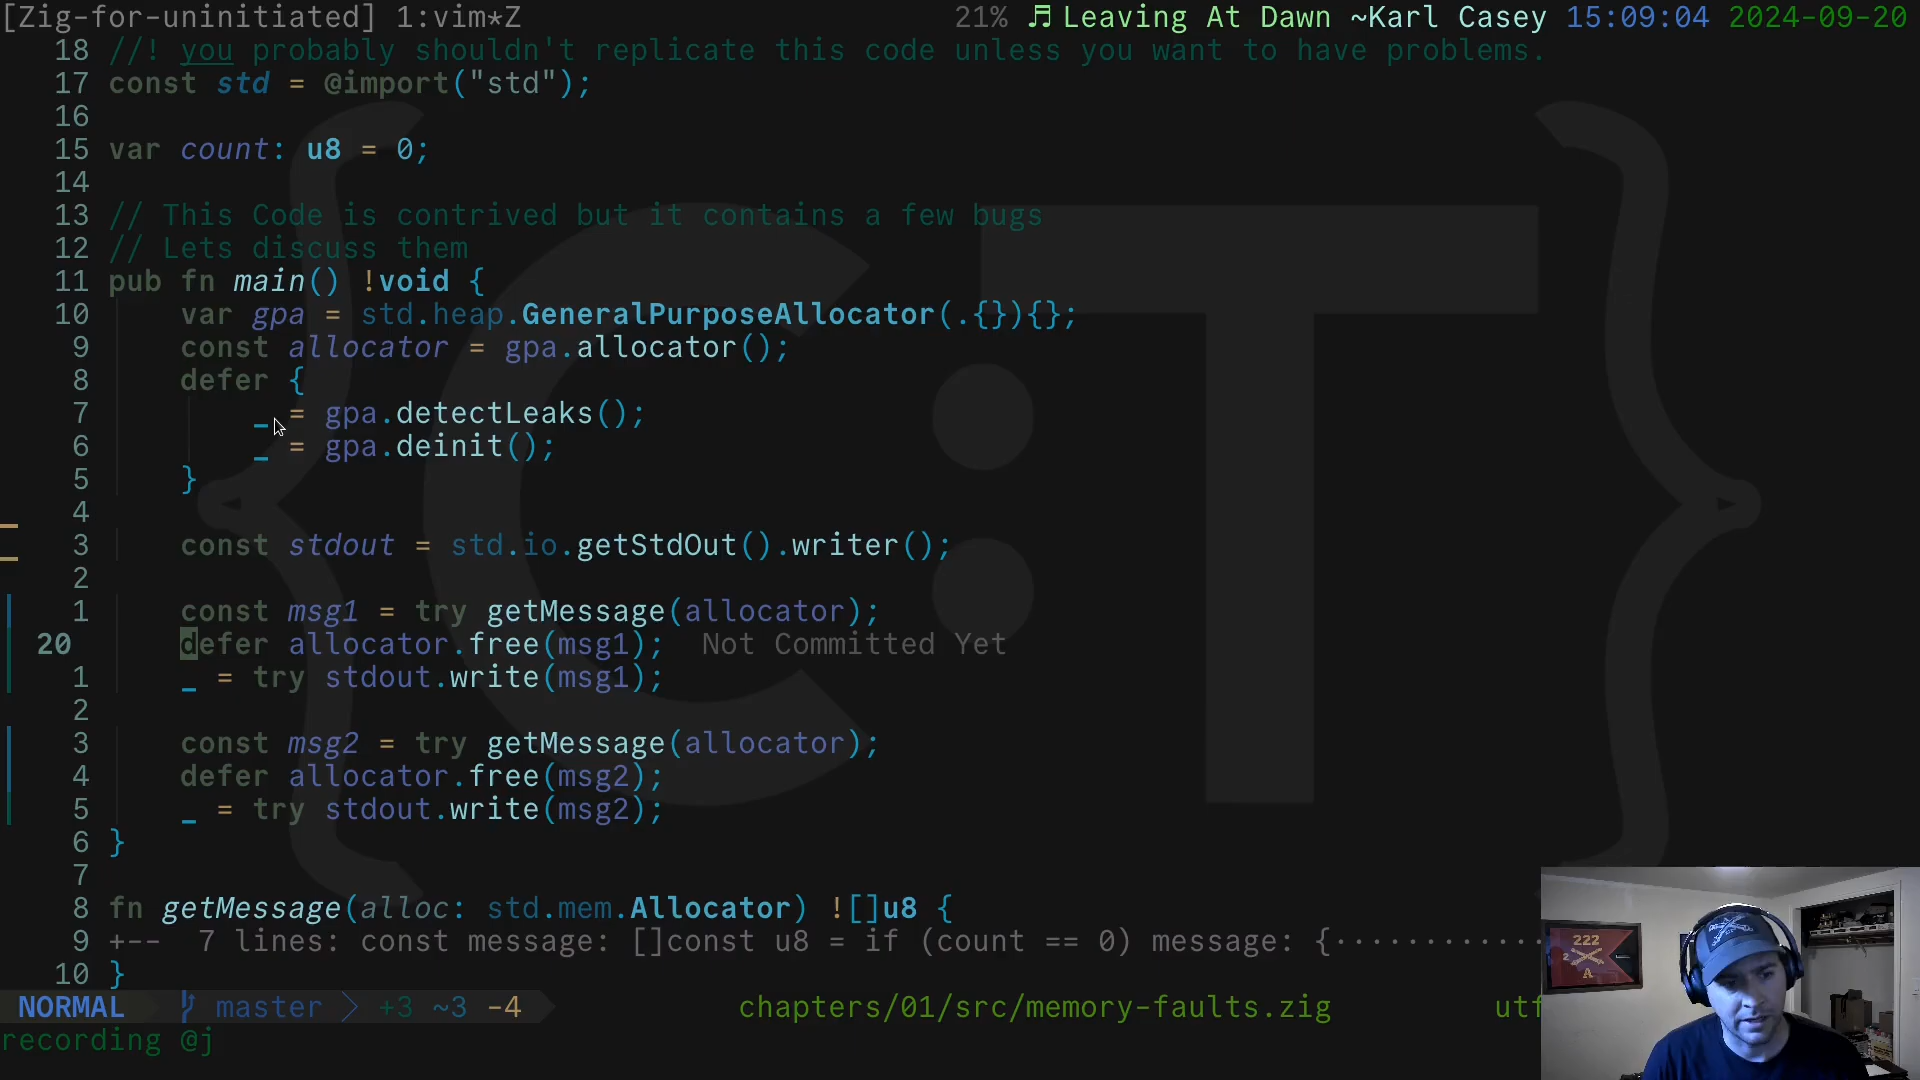 [Zig-for-uninitiated] 1:vim*Z 21% ♬ Leaving At Dawn ~Karl Casey 15:09:04 2024-09-20
18 //! you probably shouldn't replicate this code unless you want to have problems.
17 const std = @import("std");
16
15 var count: u8 = 0;
14
13 // This Code is contrived but it contains a few bugs
12 // Lets discuss them
11 pub fn main() !void {
10     var gpa = std.heap.GeneralPurposeAllocator(.{}){};
9     const allocator = gpa.allocator();
8     defer {
7         _ = gpa.detectLeaks();
6         _ = gpa.deinit();
5     }
4
3     const stdout = std.io.getStdOut().writer();
2
1     const msg1 = try getMessage(allocator);
20     defer allocator.free(msg1);  Not Committed Yet
1     _ = try stdout.write(msg1);
2
3     const msg2 = try getMessage(allocator);
4     defer allocator.free(msg2);
5     _ = try stdout.write(msg2);
6 }
7
8 fn getMessage(alloc: std.mem.Allocator) ![]u8 {
9 +--  7 lines: const message: []const u8 = if (count == 0) message: {············
10 }
NORMAL master +3 ~3 -4 chapters/01/src/memory-faults.zig utf
recording @j
222
2
A
{C:T}